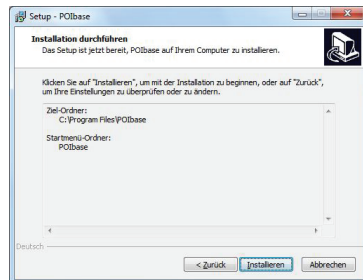 Setup - POIbase
Installation durchführen
Das Setup ist jetzt bereit, POIbase auf Ihrem Computer zu installieren.
Klicken Sie auf "Installieren", um mit der Installation zu beginnen, oder auf "Zurück",
um Ihre Einstellungen zu überprüfen oder zu ändern.
Ziel-Ordner:
C:\Program Files\POIbase
Startmenü-Ordner:
POIbase
Deutsch
< Zurück
Installieren
Abbrechen